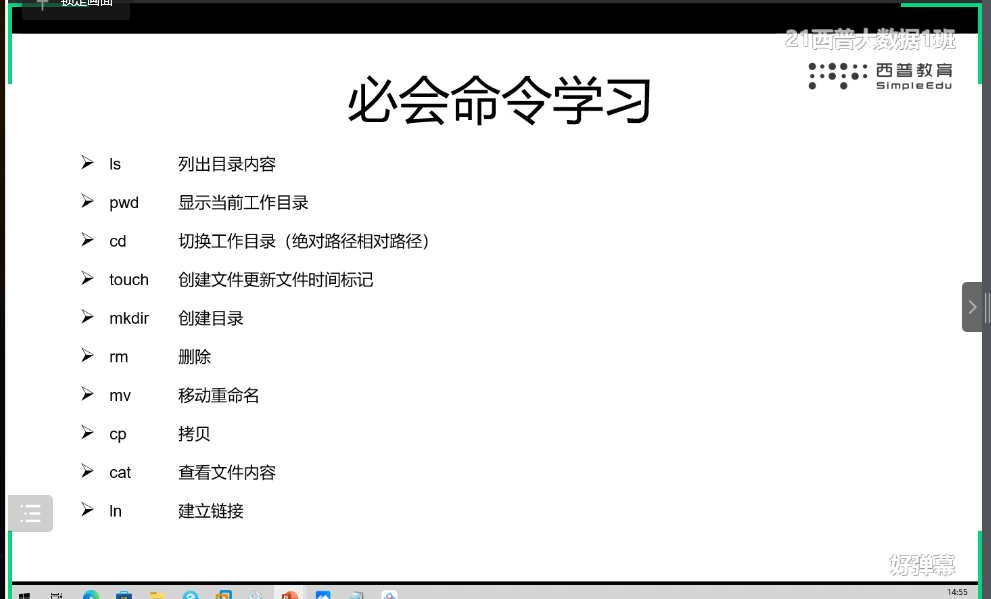 锁定画面
21西普大数据1班
西普教育
SimpleEdu
必会命令学习
➢ ls 列出目录内容
➢ pwd 显示当前工作目录
➢ cd 切换工作目录（绝对路径相对路径）
➢ touch 创建文件更新文件时间标记
➢ mkdir 创建目录
➢ rm 删除
➢ mv 移动重命名
➢ cp 拷贝
➢ cat 查看文件内容
➢ ln 建立链接
好弹幕
14:55